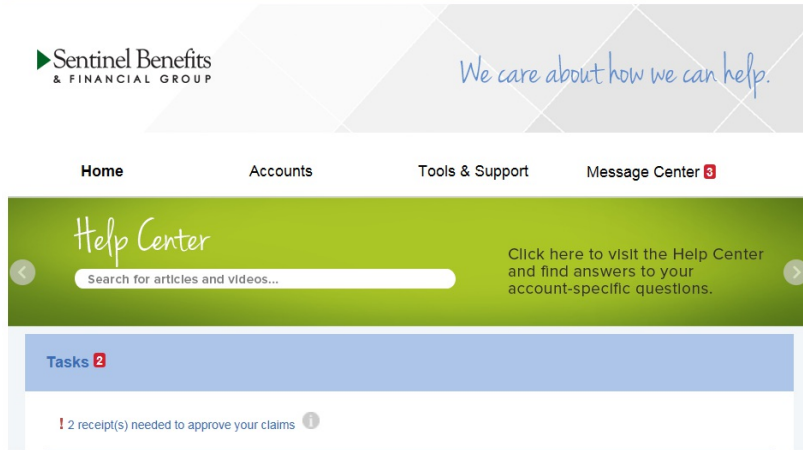 Sentinel Benefits
& FINANCIAL GROUP
We care about how we can help.
Home Accounts Tools & Support Message Center 3
Help Center
Search for articles and videos...
Click here to visit the Help Center
and find answers to your
account-specific questions.
Tasks 2
! 2 receipt(s) needed to approve your claims i